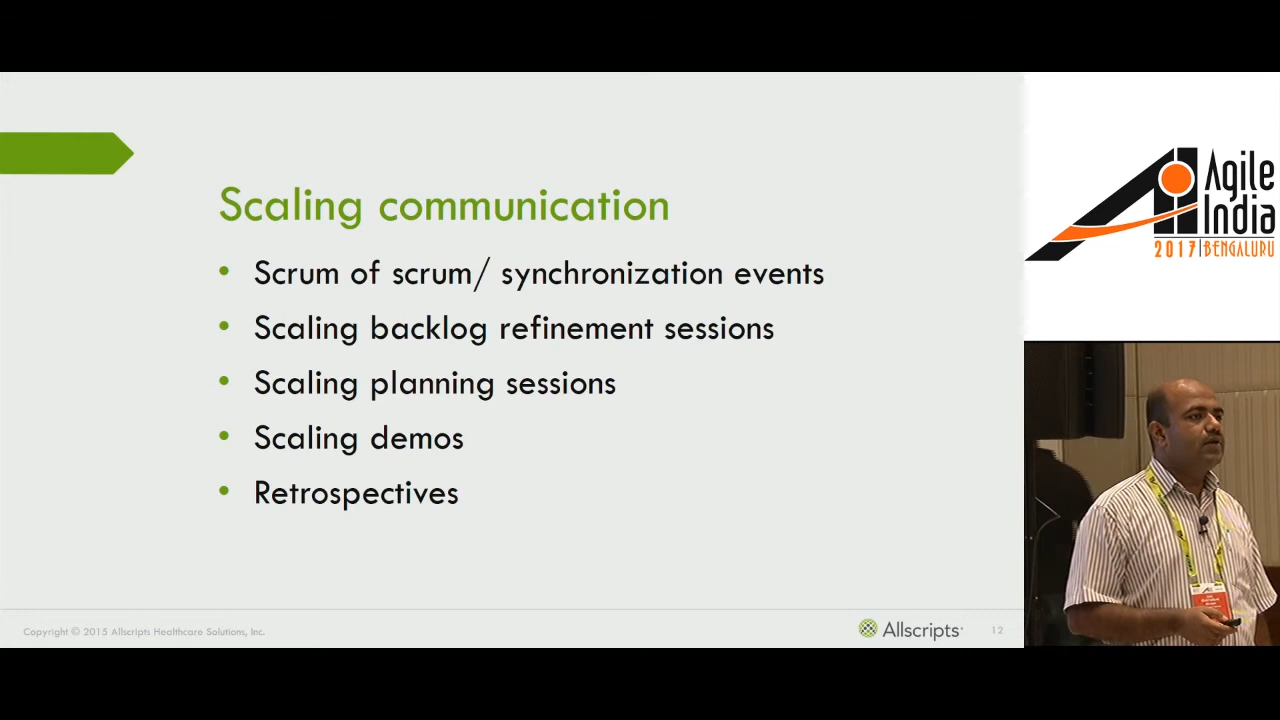 Scaling communication
• Scrum of scrum/ synchronization events
• Scaling backlog refinement sessions
• Scaling planning sessions
• Scaling demos
• Retrospectives
Copyright © 2015 Allscripts Healthcare Solutions, Inc.
Allscripts
12
Agile
India
2017 | BENGALURU